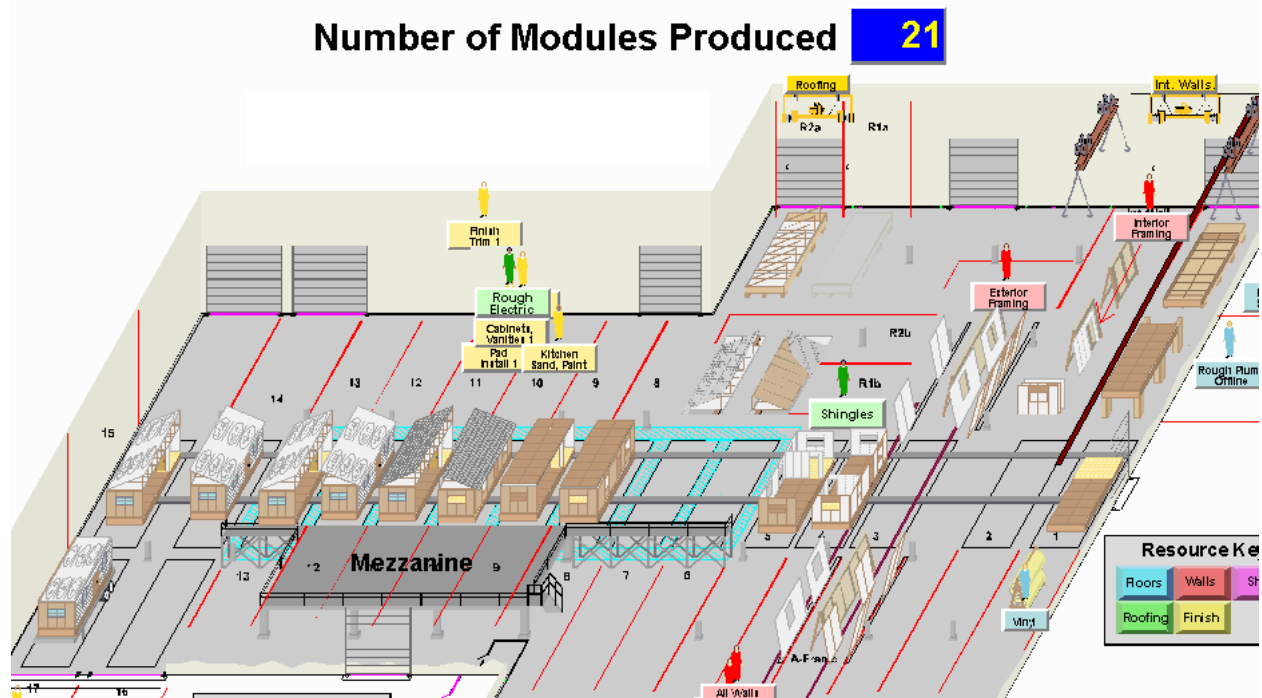 Number of Modules Produced 21
Roofing
Int. Walls.
R2a
R1a
Finish
Trim 1
Interior
Framing
Rough
Electric
Exterior
Framing
Cabinets,
Vanities 1
Pad
Install 1
Kitchen
Sand, Paint
R2b
Rough Plum
Offline
R1b
Shingles
15
14
13
12
11
10
9
8
5
4
3
2
1
Mezzanine
13
12
9
8
7
6
Resource Key
Floors
Walls
Sh
Roofing
Finish
Vinyl
A-Frame
All Walls
17
16